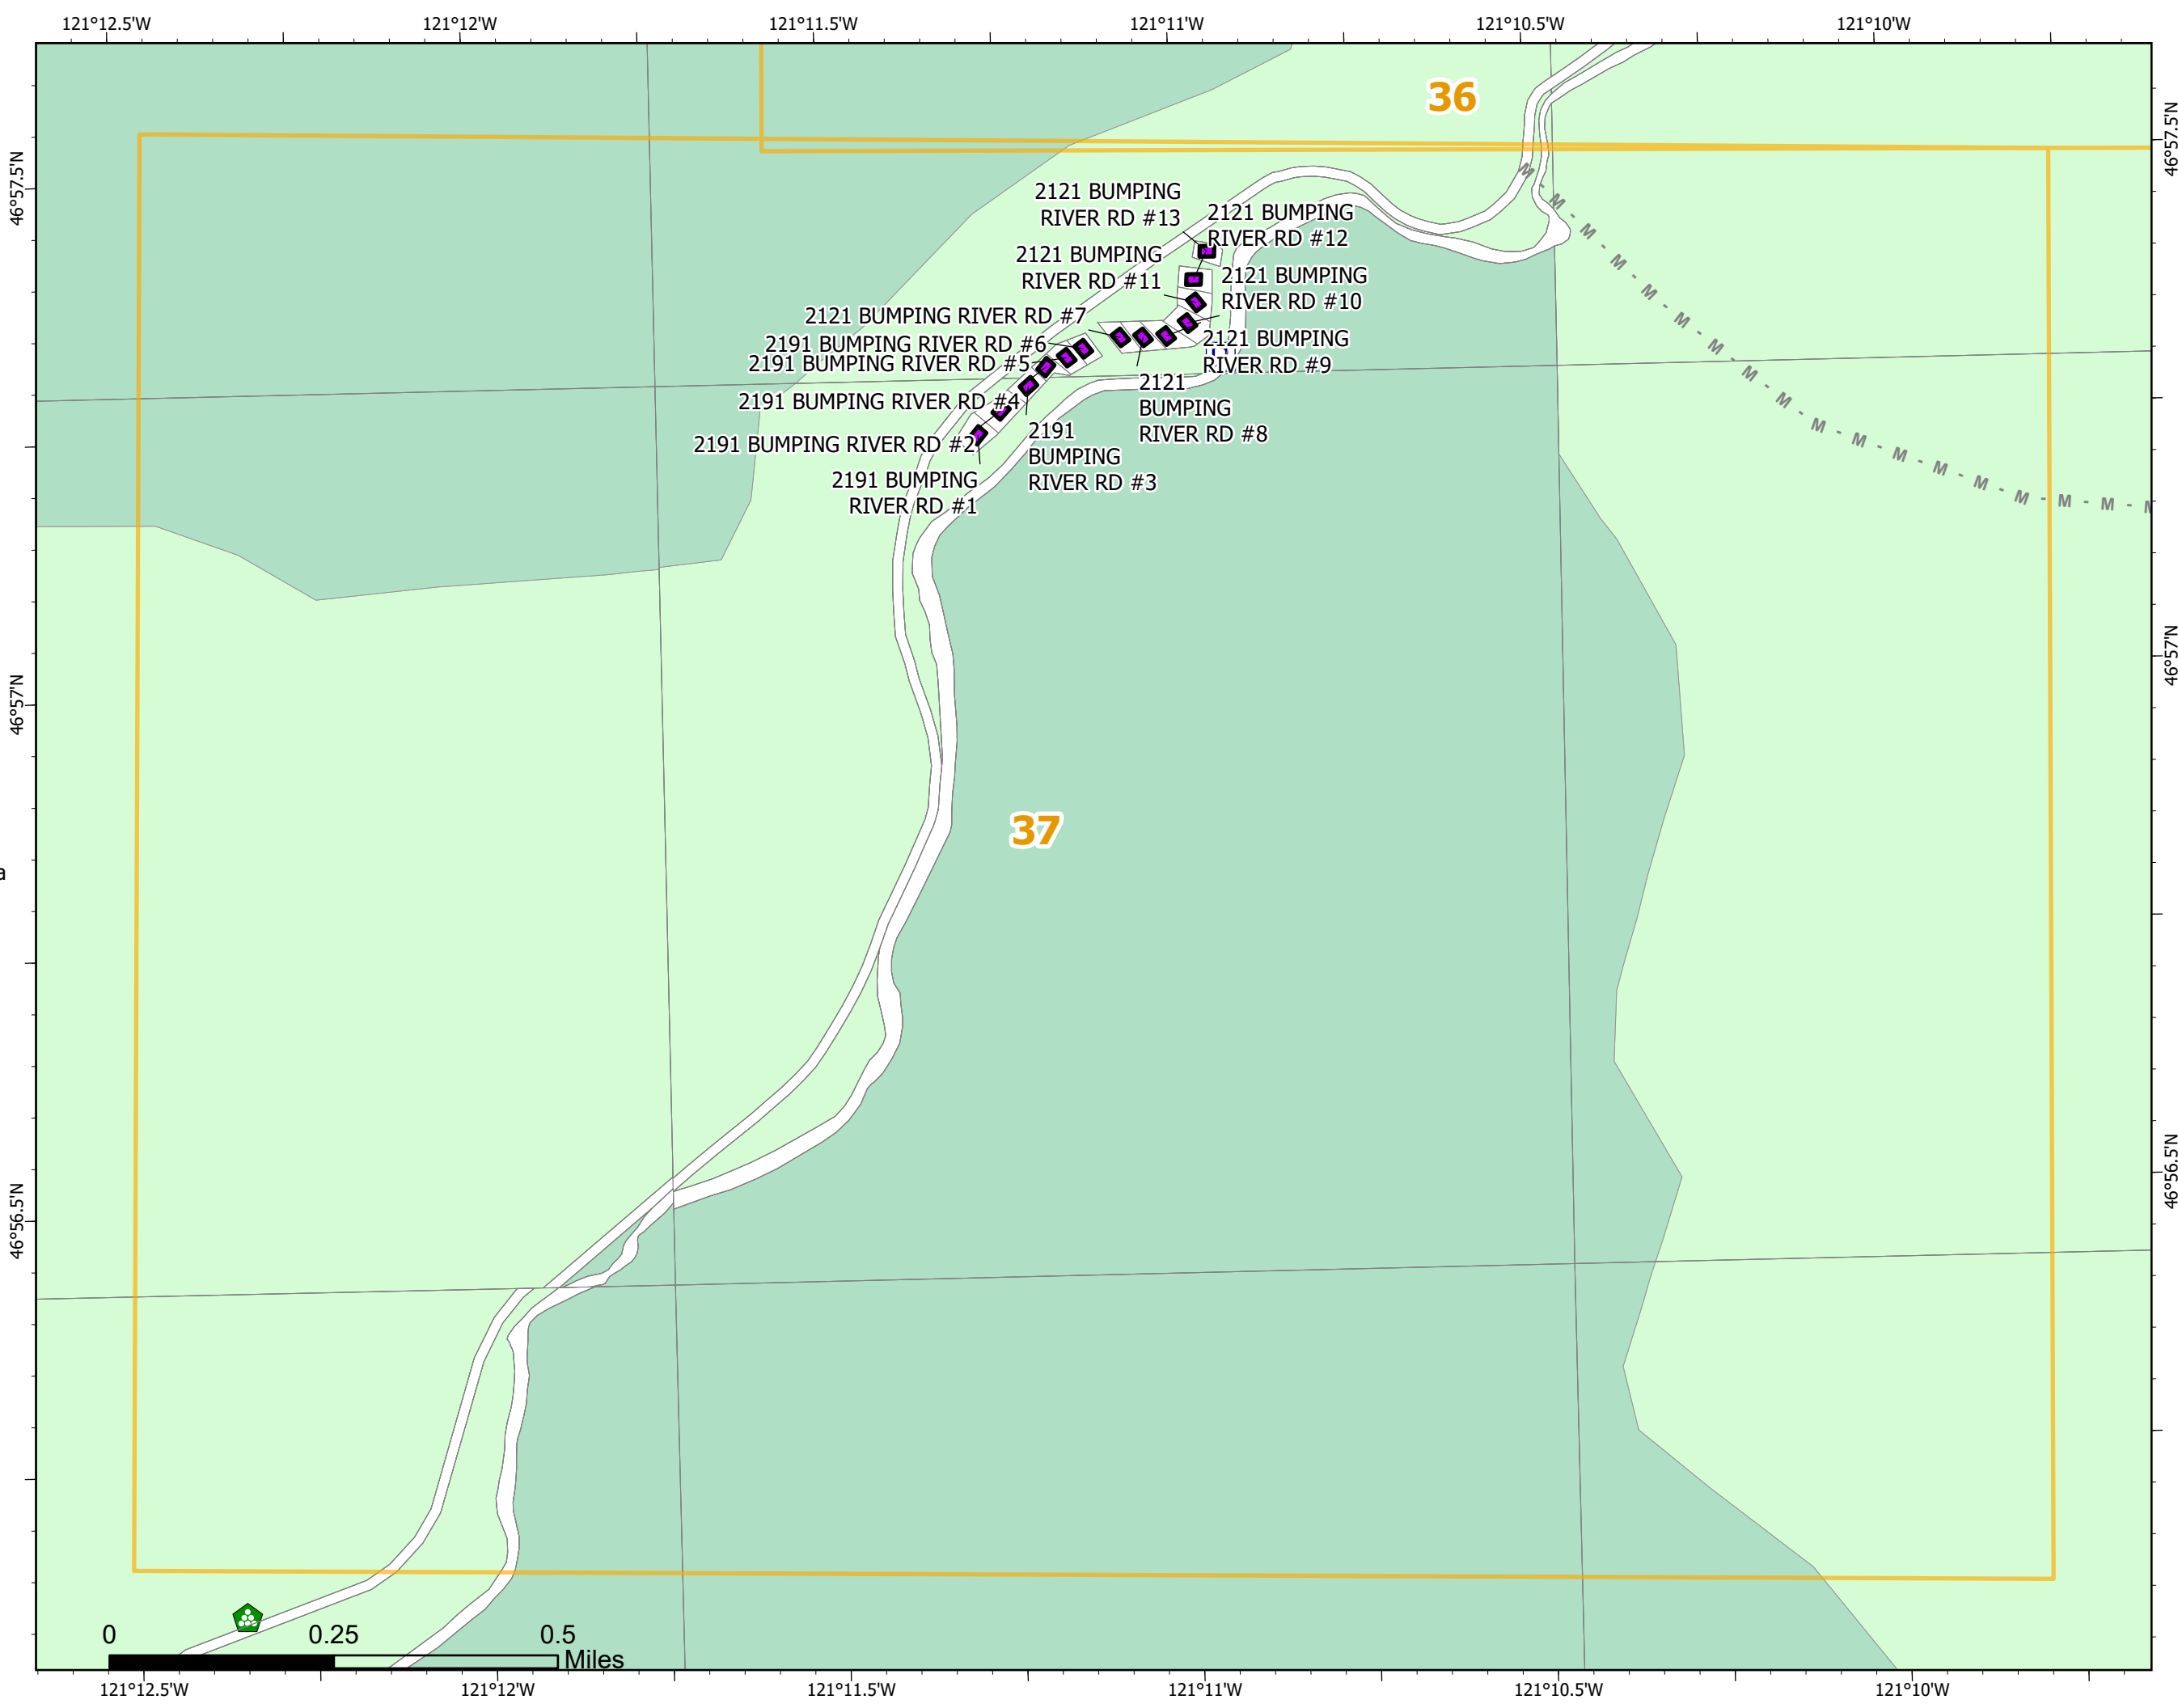 121°12.5'W
121°12'W
121°11.5'W
121°11'W
121°10.5'W
121°10'W
36
46°57.5'N
46°57.5'N
2121 BUMPING
RIVER RD #13
2121 BUMPING
RIVER RD #12
2121 BUMPING
RIVER RD #11
2121 BUMPING
RIVER RD #10
2121 BUMPING RIVER RD #7
2191 BUMPING RIVER RD #6
2191 BUMPING RIVER RD #5
2121 BUMPING
RIVER RD #9
2121
BUMPING
RIVER RD #8
2191 BUMPING RIVER RD #4
2191 BUMPING RIVER RD #2
2191
BUMPING
RIVER RD #3
2191 BUMPING
RIVER RD #1
M - M - M - M - M - M - M - M - M - M - M - M - M - M - M - M - M - M -
46°57'N
46°57'N
37
a
46°56.5'N
46°56.5'N
0
0.25
0.5
Miles
121°12.5'W
121°12'W
121°11.5'W
121°11'W
121°10.5'W
121°10'W